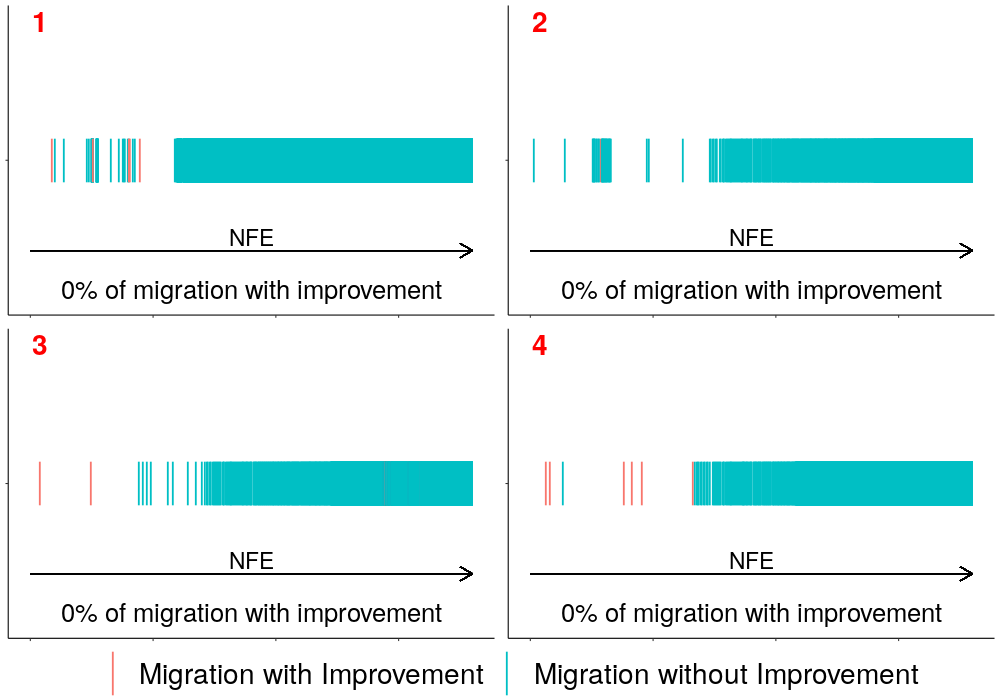 1
NFE
0% of migration with improvement
2
NFE
0% of migration with improvement
3
NFE
0% of migration with improvement
4
NFE
0% of migration with improvement
Migration with Improvement
Migration without Improvement